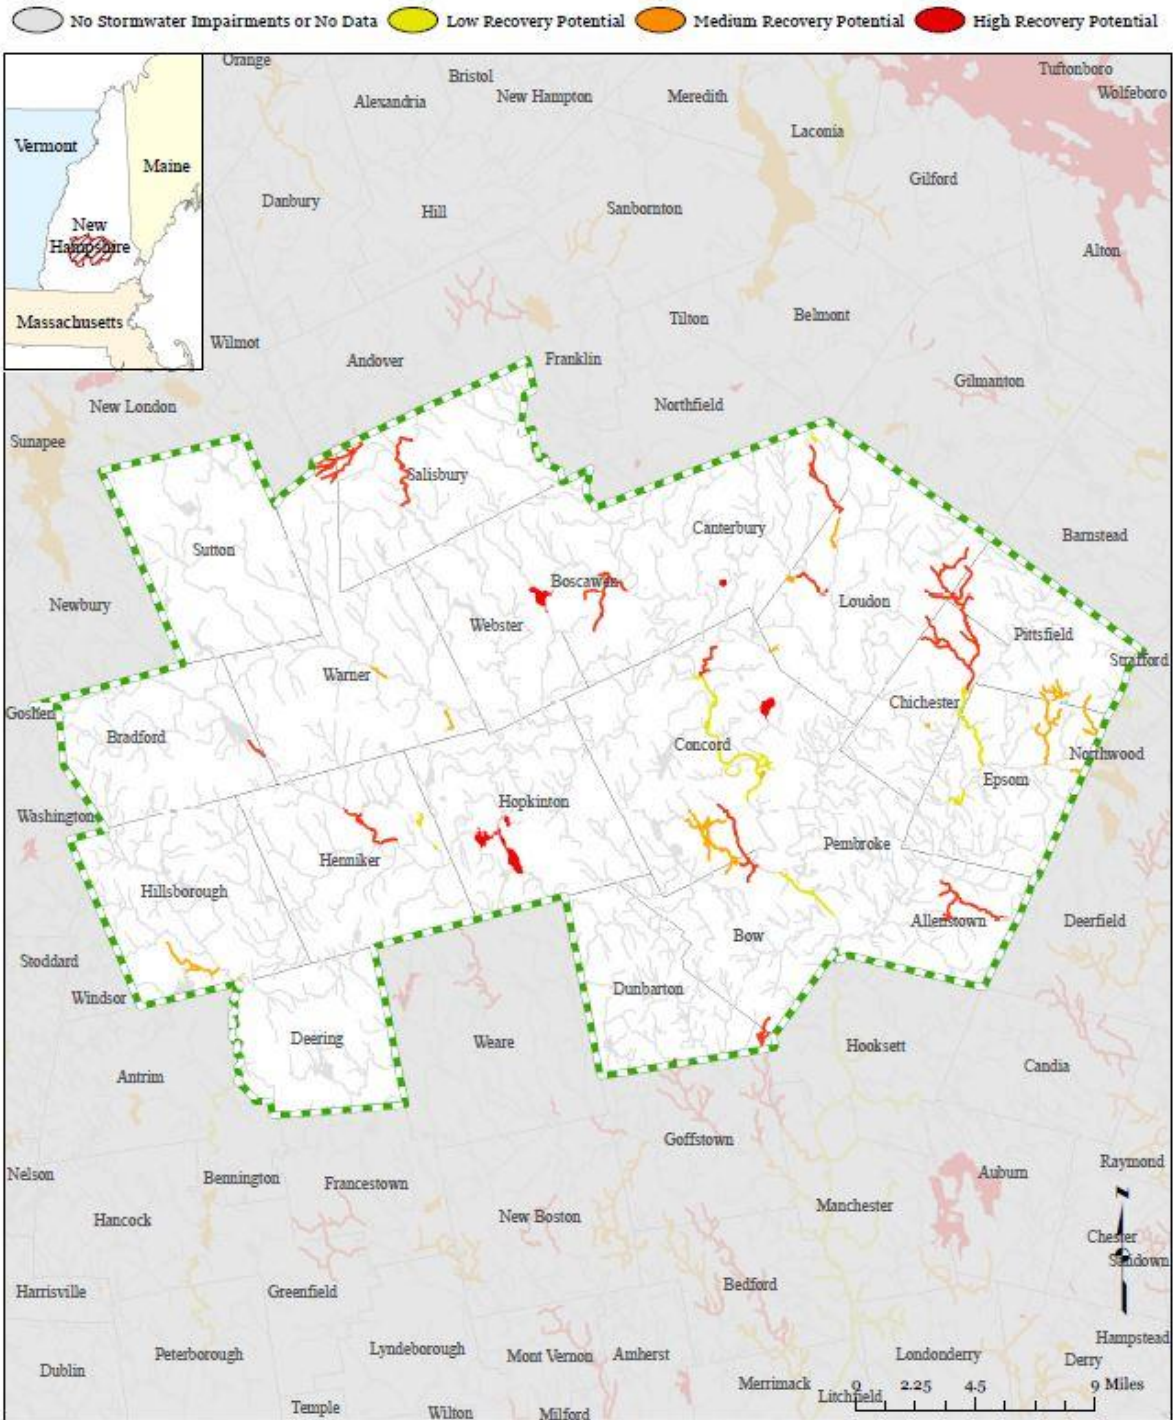 No Stormwater Impairments or No Data Low Recovery Potential Medium Recovery Potential High Recovery Potential
Vermont
Maine
New
Hampshire
Massachusetts
Orange
Bristol
Alexandria
New Hampton
Meredith
Tuftonboro
Wolfeboro
Laconia
Danbury
Hill
Sanbornton
Gilford
Alton
Wilmot
Andover
Franklin
Tilton
Belmont
New London
Northfield
Gilmanton
Sunapee
Salisbury
Sutton
Canterbury
Barnstead
Newbury
Boscawen
Webster
Loudon
Pittsfield
Strafford
Warner
Goshen
Bradford
Concord
Chichester
Northwood
Washington
Hopkinton
Epsom
Henniker
Pembroke
Hillsborough
Bow
Allenstown
Deerfield
Stoddard
Windsor
Dunbarton
Deering
Weare
Hooksett
Candia
Antrim
Goffstown
Nelson
Bennington
Francestown
Auburn
Raymond
Hancock
New Boston
Manchester
Z
Chester
Sandown
Harrisville
Greenfield
Bedford
Hampstead
Dublin
Peterborough
Lyndeborough
Mont Vernon
Amherst
Londonderry
Derry
Merrimack
Litchfield
0 2.25 4.5 9 Miles
Temple
Wilton
Milford